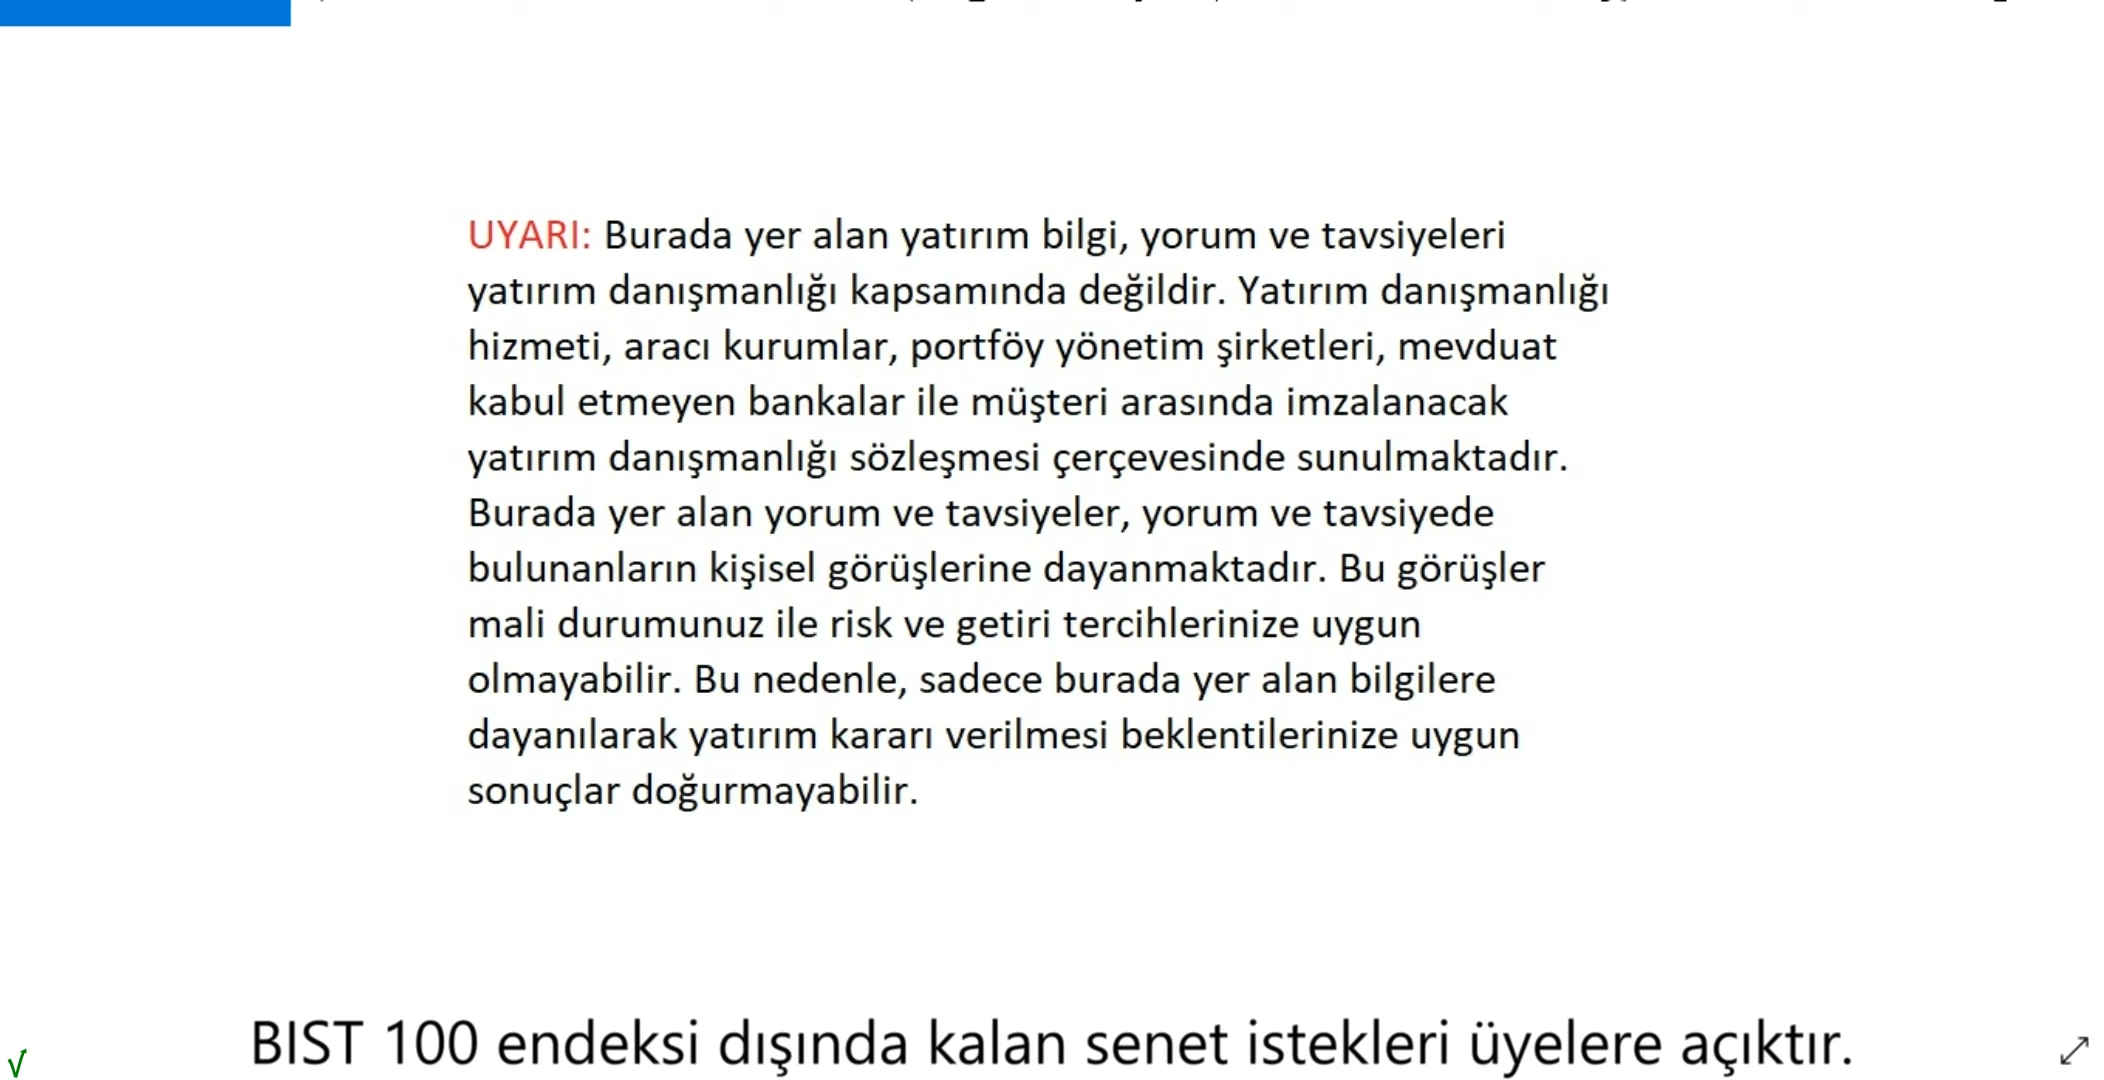 UYARI: Burada yer alan yatırım bilgi, yorum ve tavsiyeleri
yatırım danışmanlığı kapsamında değildir. Yatırım danışmanlığı
hizmeti, aracı kurumlar, portföy yönetim şirketleri, mevduat
kabul etmeyen bankalar ile müşteri arasında imzalanacak
yatırım danışmanlığı sözleşmesi çerçevesinde sunulmaktadır.
Burada yer alan yorum ve tavsiyeler, yorum ve tavsiyede
bulunanların kişisel görüşlerine dayanmaktadır. Bu görüşler
mali durumunuz ile risk ve getiri tercihlerinize uygun
olmayabilir. Bu nedenle, sadece burada yer alan bilgilere
dayanılarak yatırım kararı verilmesi beklentilerinize uygun
sonuçlar doğurmayabilir.
BIST 100 endeksi dışında kalan senet istekleri üyelere açıktır.